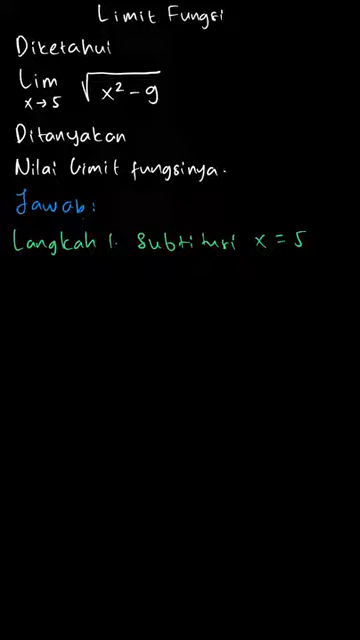 Limit Fungsi
Diketahui
Lim x→5 √(x² - 9)
Ditanyakan
Nilai Limit fungsinya.
Jawab:
Langkah 1. Subtitusi x = 5